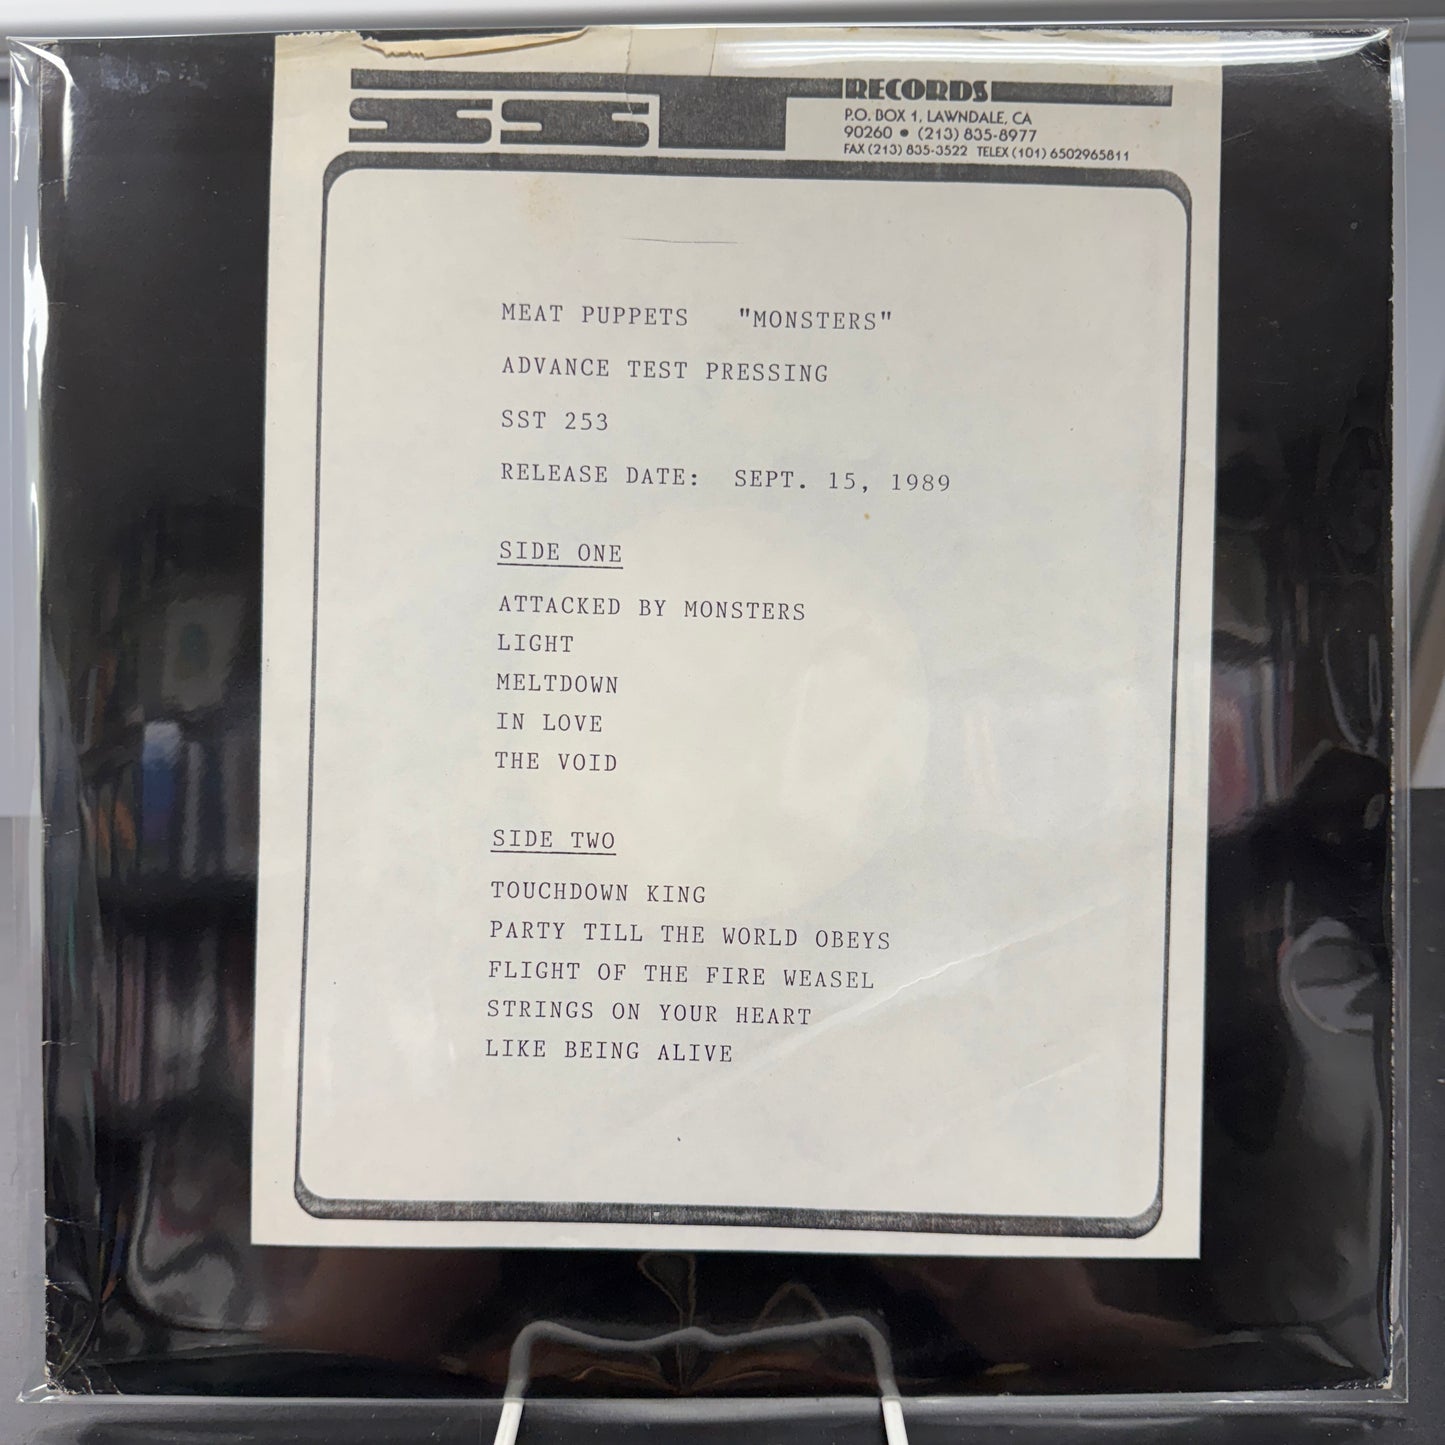 SST RECORDS
P.O. BOX 1, LAWNDALE, CA
90260 • (213) 835-8977
FAX (213) 835-3522 TELEX (101) 6502965811
MEAT PUPPETS "MONSTERS"
ADVANCE TEST PRESSING
SST 253
RELEASE DATE: SEPT. 15, 1989
SIDE ONE
ATTACKED BY MONSTERS
LIGHT
MELTDOWN
IN LOVE
THE VOID
SIDE TWO
TOUCHDOWN KING
PARTY TILL THE WORLD OBEYS
FLIGHT OF THE FIRE WEASEL
STRINGS ON YOUR HEART
LIKE BEING ALIVE